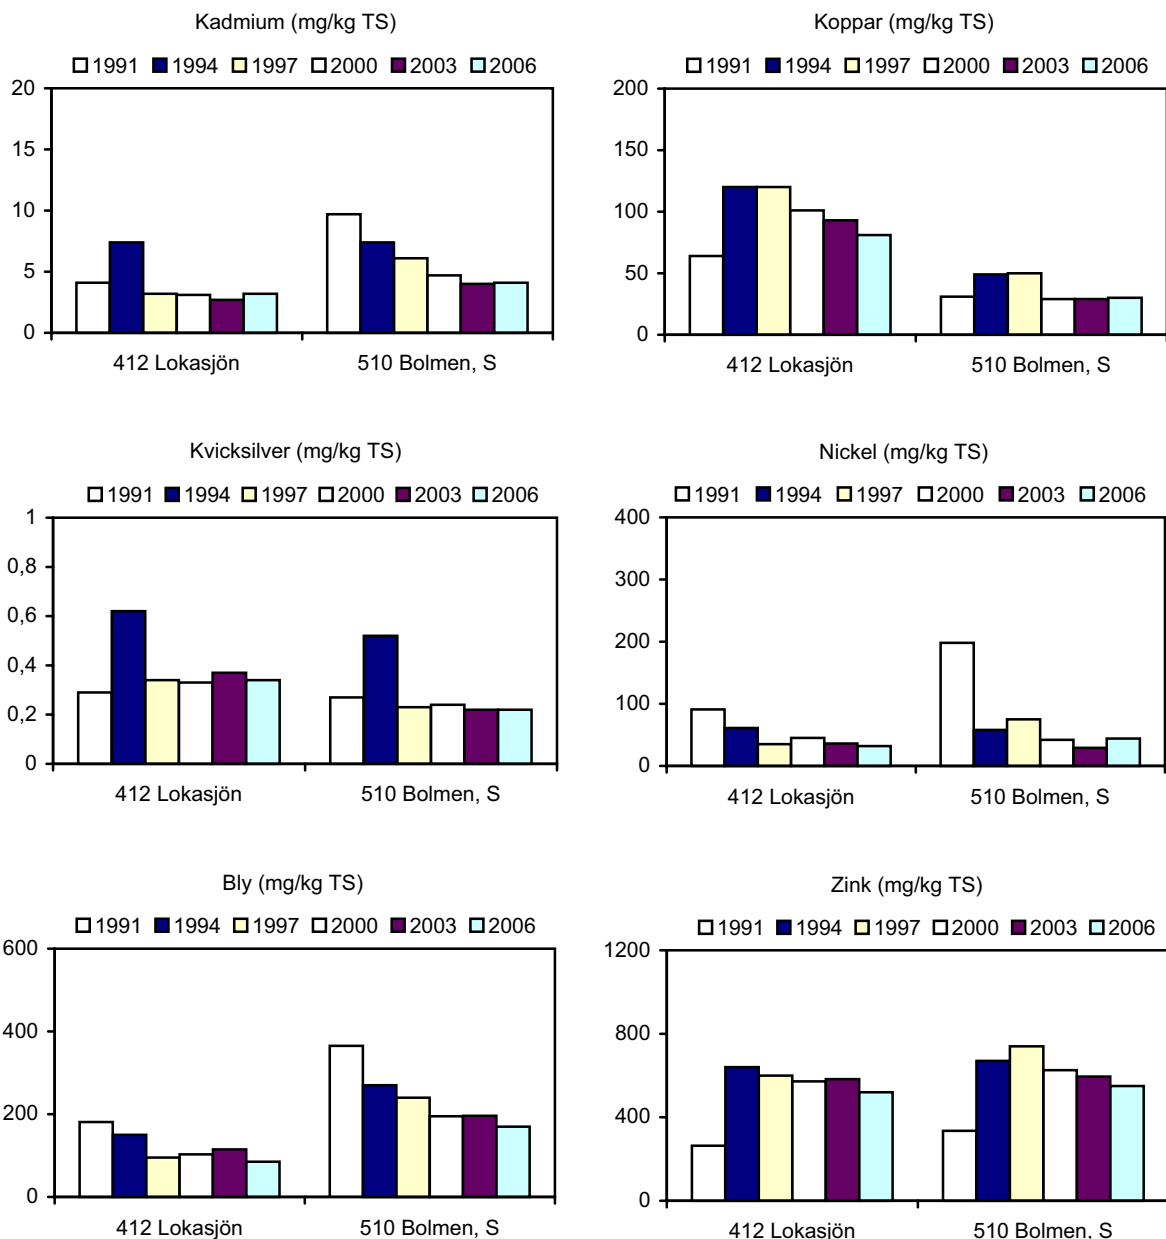 Kadmium (mg/kg TS)
1991 1994 1997 2000 2003 2006
20
15
10
5
0
412 Lokasjön 510 Bolmen, S
Koppar (mg/kg TS)
1991 1994 1997 2000 2003 2006
200
150
100
50
0
412 Lokasjön 510 Bolmen, S
Kvicksilver (mg/kg TS)
1991 1994 1997 2000 2003 2006
1
0,8
0,6
0,4
0,2
0
412 Lokasjön 510 Bolmen, S
Nickel (mg/kg TS)
1991 1994 1997 2000 2003 2006
400
300
200
100
0
412 Lokasjön 510 Bolmen, S
Bly (mg/kg TS)
1991 1994 1997 2000 2003 2006
600
400
200
0
412 Lokasjön 510 Bolmen, S
Zink (mg/kg TS)
1991 1994 1997 2000 2003 2006
1200
800
400
0
412 Lokasjön 510 Bolmen, S